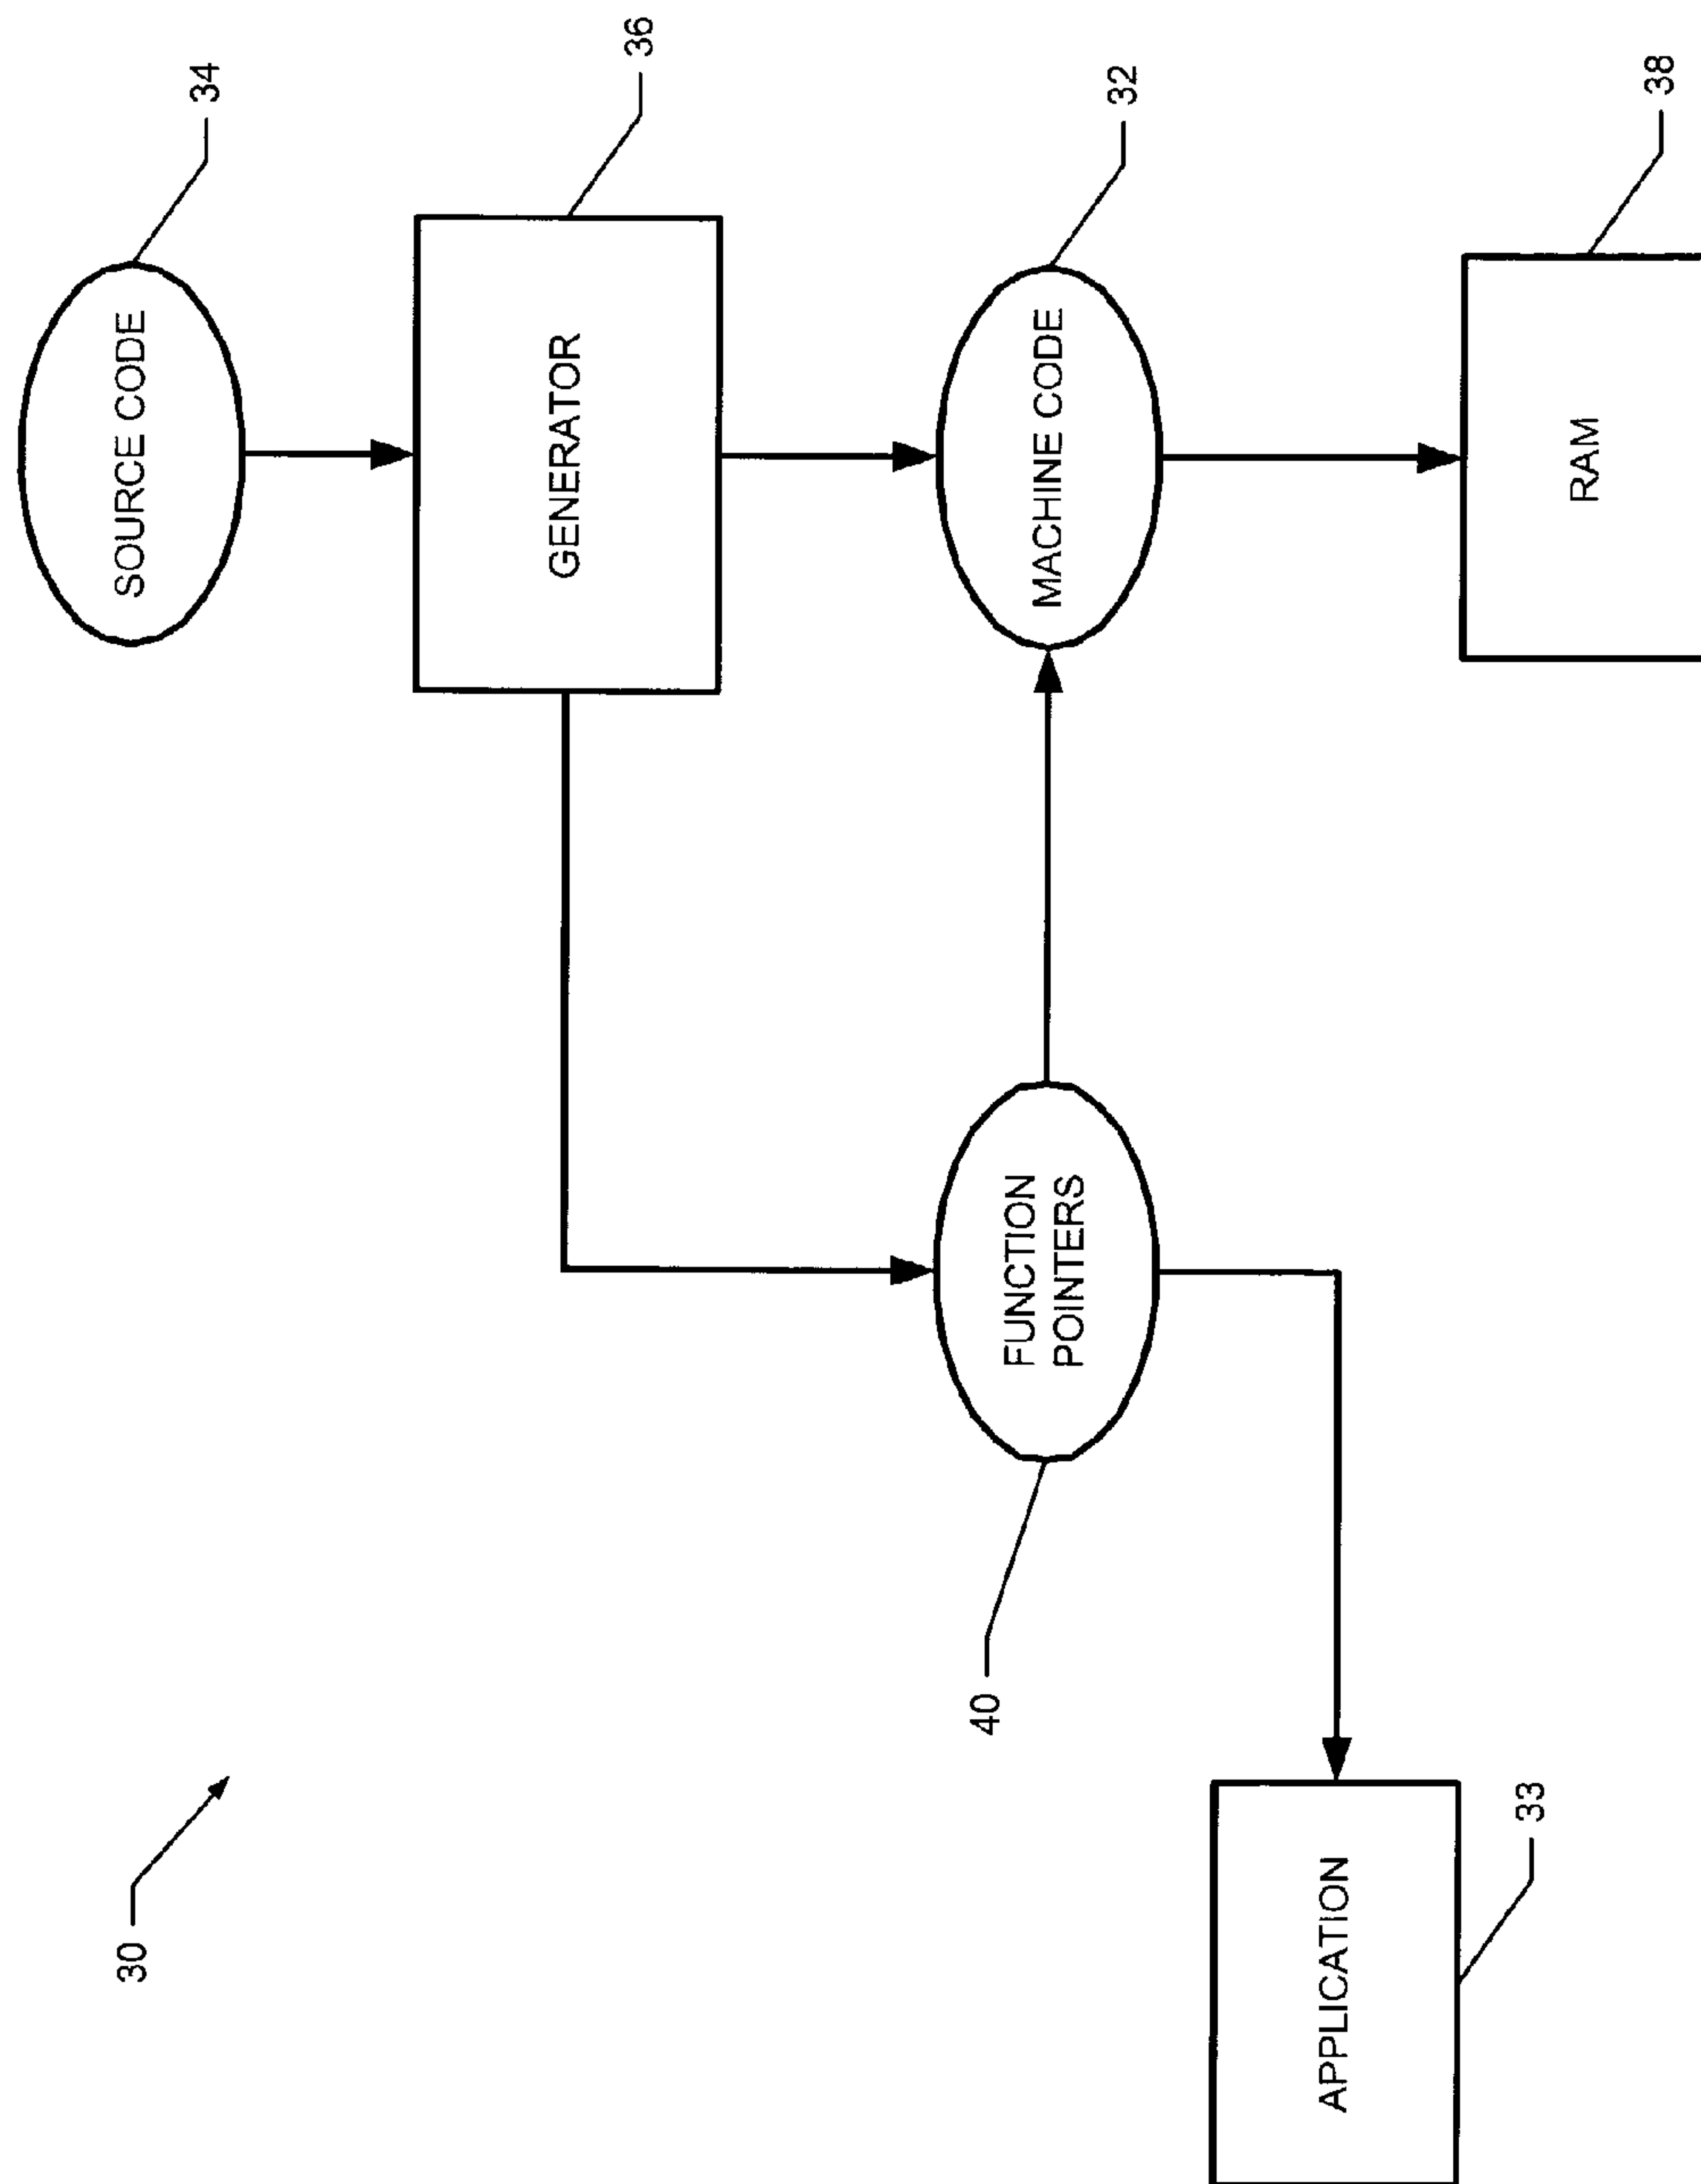 30
SOURCE CODE
34
GENERATOR
36
FUNCTION
POINTERS
40
MACHINE CODE
32
APPLICATION
33
RAM
38